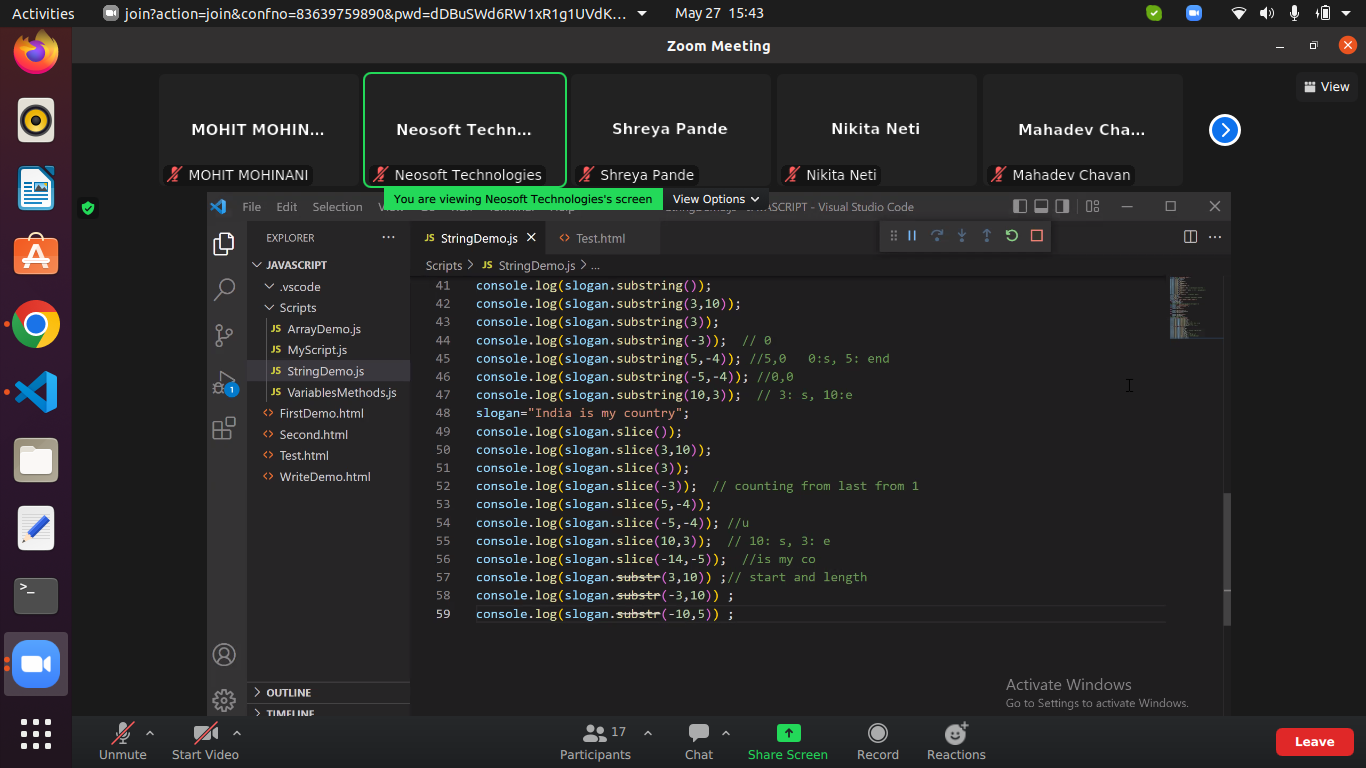 Activities
join?action=join&confno=83639759890&pwd=dDBuSWd6RW1xR1g1UVdK...
May 27 15:43
Zoom Meeting
View
MOHIT MOHIN...
Neosoft Techn...
Shreya Pande
Nikita Neti
Mahadev Cha...
MOHIT MOHINANI
Neosoft Technologies
Shreya Pande
Nikita Neti
Mahadev Chavan
You are viewing Neosoft Technologies's screen
View Options
File Edit Selection
- Visual Studio Code
EXPLORER
JAVASCRIPT
.vscode
Scripts
JS ArrayDemo.js
JS MyScript.js
JS StringDemo.js
JS VariablesMethods.js
FirstDemo.html
Second.html
Test.html
WriteDemo.html
OUTLINE
TIMELINE
1
JS StringDemo.js
Test.html
Scripts > JS StringDemo.js > ...
41 console.log(slogan.substring());
42 console.log(slogan.substring(3,10));
43 console.log(slogan.substring(3));
44 console.log(slogan.substring(-3)); // 0
45 console.log(slogan.substring(5,-4)); //5,0 0:s, 5: end
46 console.log(slogan.substring(-5,-4)); //0,0
47 console.log(slogan.substring(10,3)); // 3: s, 10:e
48 slogan="India is my country";
49 console.log(slogan.slice());
50 console.log(slogan.slice(3,10));
51 console.log(slogan.slice(3));
52 console.log(slogan.slice(-3)); // counting from last from 1
53 console.log(slogan.slice(5,-4));
54 console.log(slogan.slice(-5,-4)); //u
55 console.log(slogan.slice(10,3)); // 10: s, 3: e
56 console.log(slogan.slice(-14,-5)); //is my co
57 console.log(slogan.substr(3,10)) ;// start and length
58 console.log(slogan.substr(-3,10)) ;
59 console.log(slogan.substr(-10,5)) ;
Activate Windows
Go to Settings to activate Windows.
Unmute
Start Video
17
Participants
Chat
Share Screen
Record
Reactions
Leave